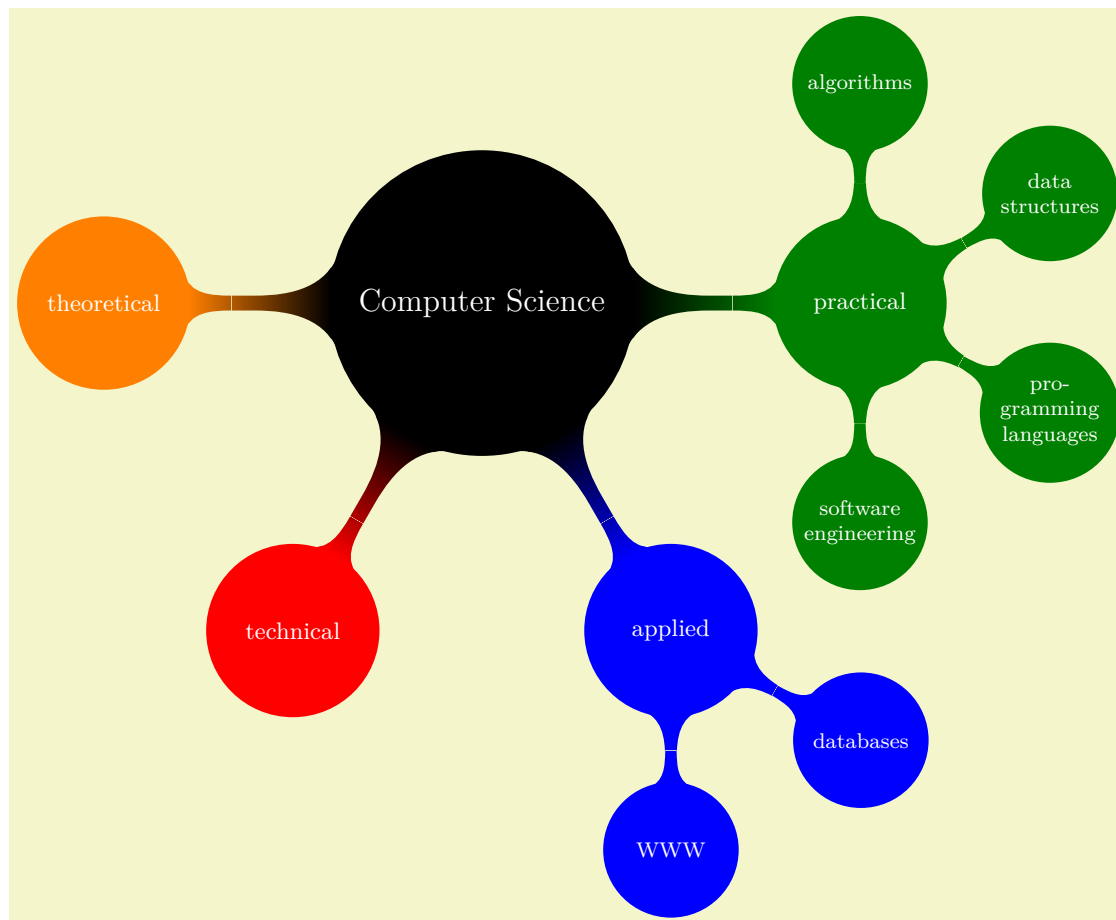 algorithms
data
structures
theoretical
Computer Science
practical
pro-
gramming
languages
software
engineering
technical
applied
databases
WWW